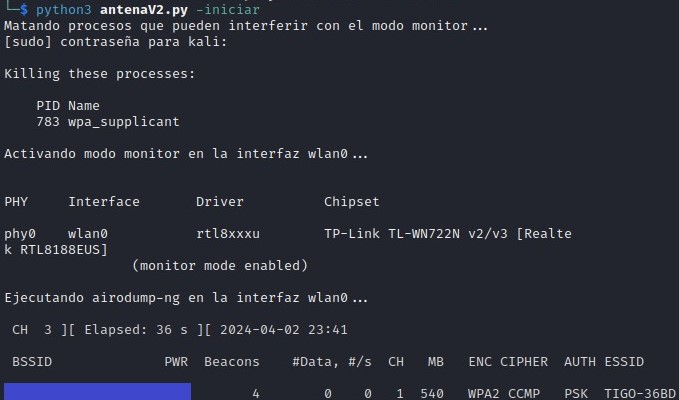 └─$ python3 antenaV2.py -iniciar
Matando procesos que pueden interferir con el modo monitor...
[sudo] contraseña para kali:
Killing these processes:
PID Name
783 wpa_supplicant
Activando modo monitor en la interfaz wlan0...
PHY Interface Driver Chipset
phy0 wlan0 rtl8xxxu TP-Link TL-WN722N v2/v3 [Realte
k RTL8188EUS]
(monitor mode enabled)
Ejecutando airodump-ng en la interfaz wlan0...
CH 3 ][ Elapsed: 36 s ][ 2024-04-02 23:41
BSSID PWR Beacons #Data, #/s CH MB ENC CIPHER AUTH ESSID
4 0 0 1 540 WPA2 CCMP PSK TIGO-36BD